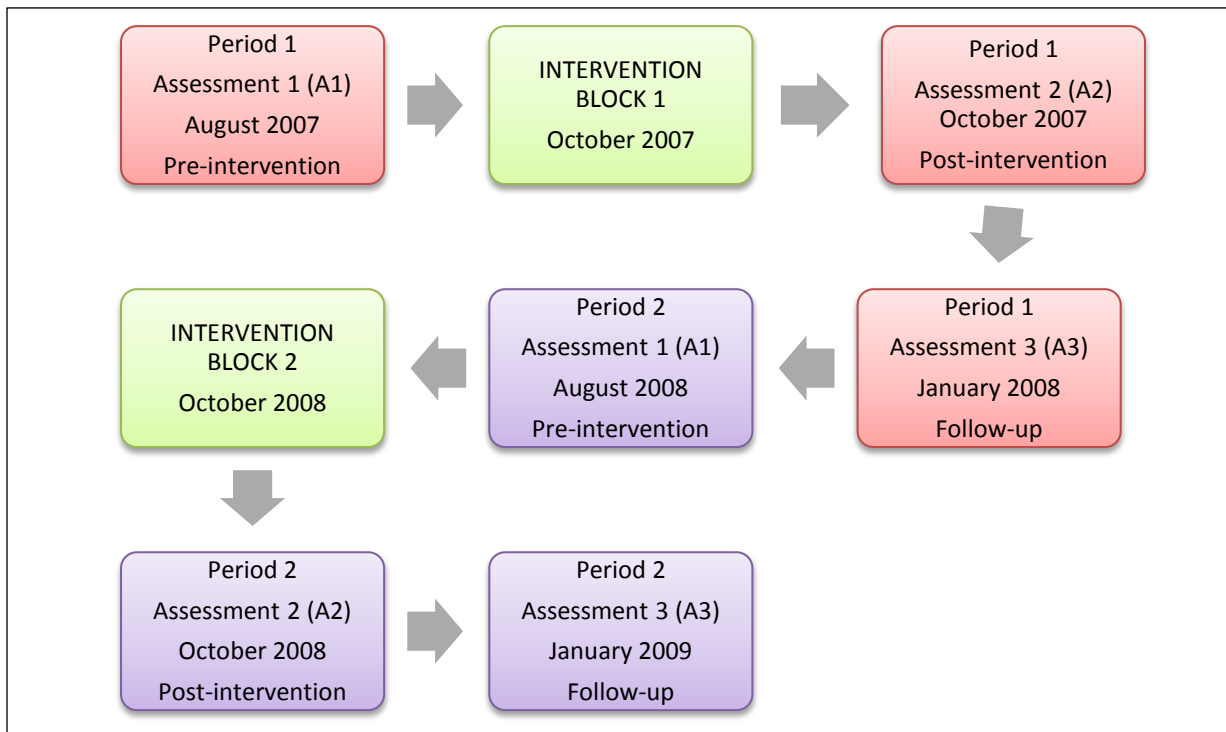 Period 1
Assessment 1 (A1)
August 2007
Pre-intervention
INTERVENTION
BLOCK 1
October 2007
Period 1
Assessment 2 (A2)
October 2007
Post-intervention
Period 1
Assessment 3 (A3)
January 2008
Follow-up
Period 2
Assessment 1 (A1)
August 2008
Pre-intervention
INTERVENTION
BLOCK 2
October 2008
Period 2
Assessment 2 (A2)
October 2008
Post-intervention
Period 2
Assessment 3 (A3)
January 2009
Follow-up